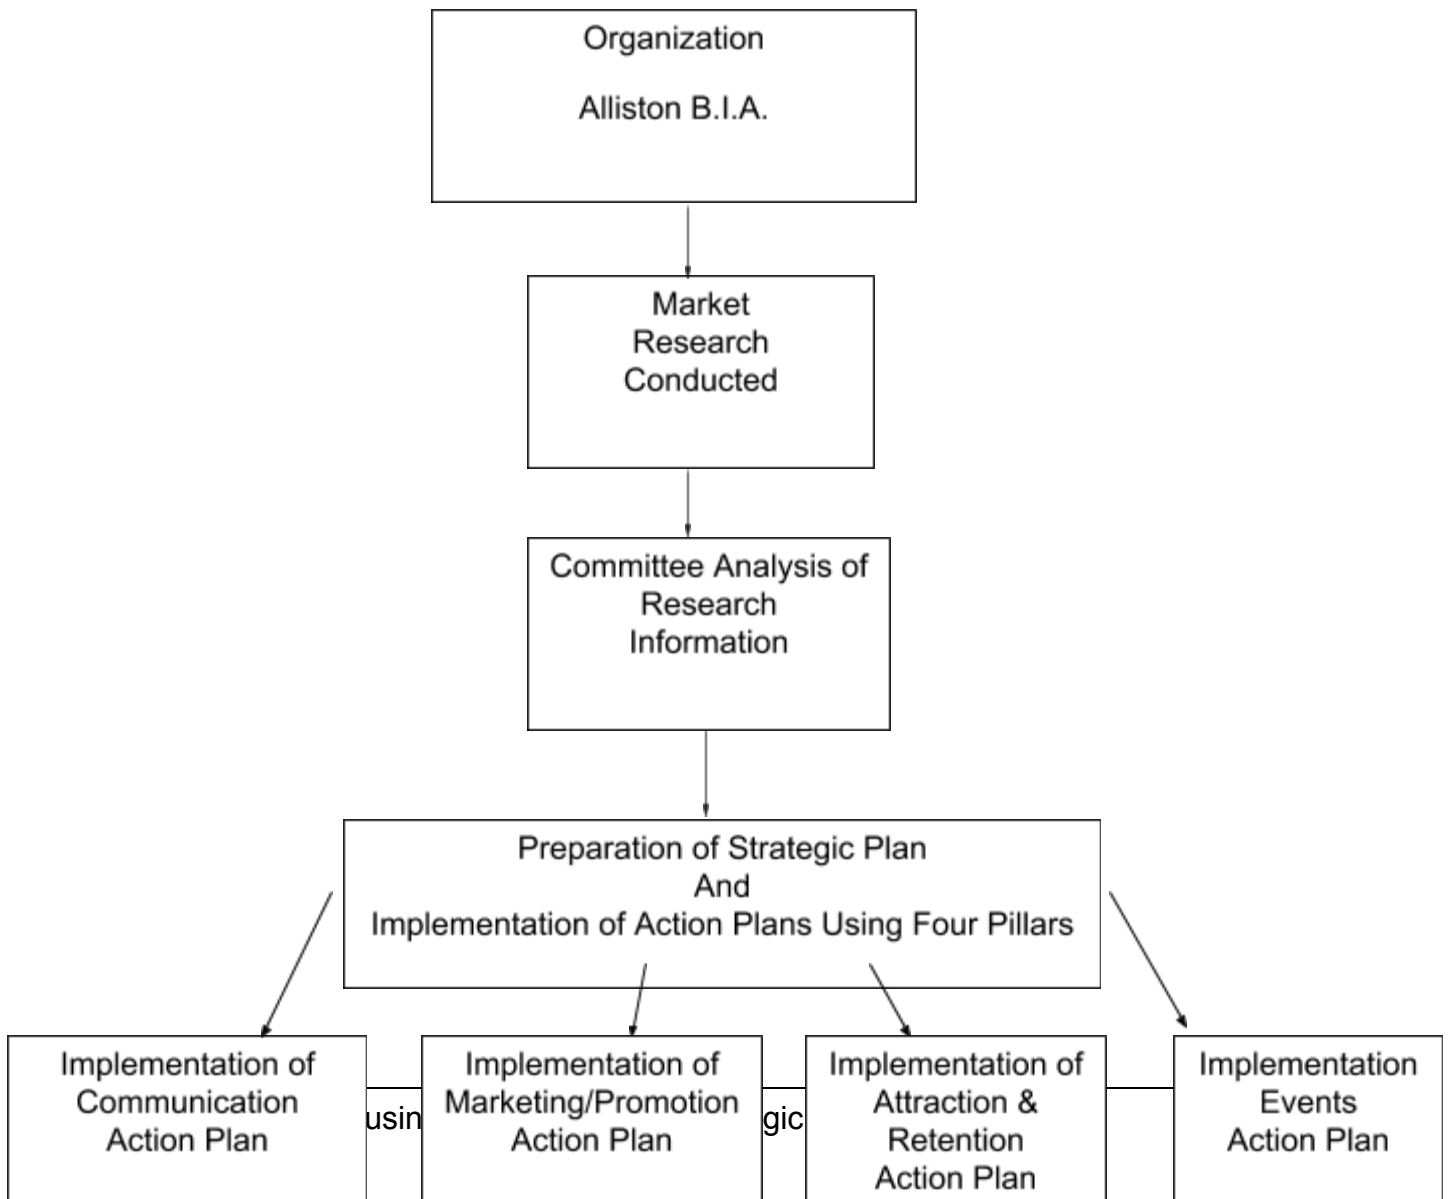 Organization
Alliston B.I.A.
Market
Research
Conducted
Committee Analysis of
Research
Information
Preparation of Strategic Plan
And
Implementation of Action Plans Using Four Pillars
Implementation of
Communication
Action Plan
usin
Implementation of
Marketing/Promotion
Action Plan
gic
Implementation of
Attraction &
Retention
Action Plan
Implementation
Events
Action Plan